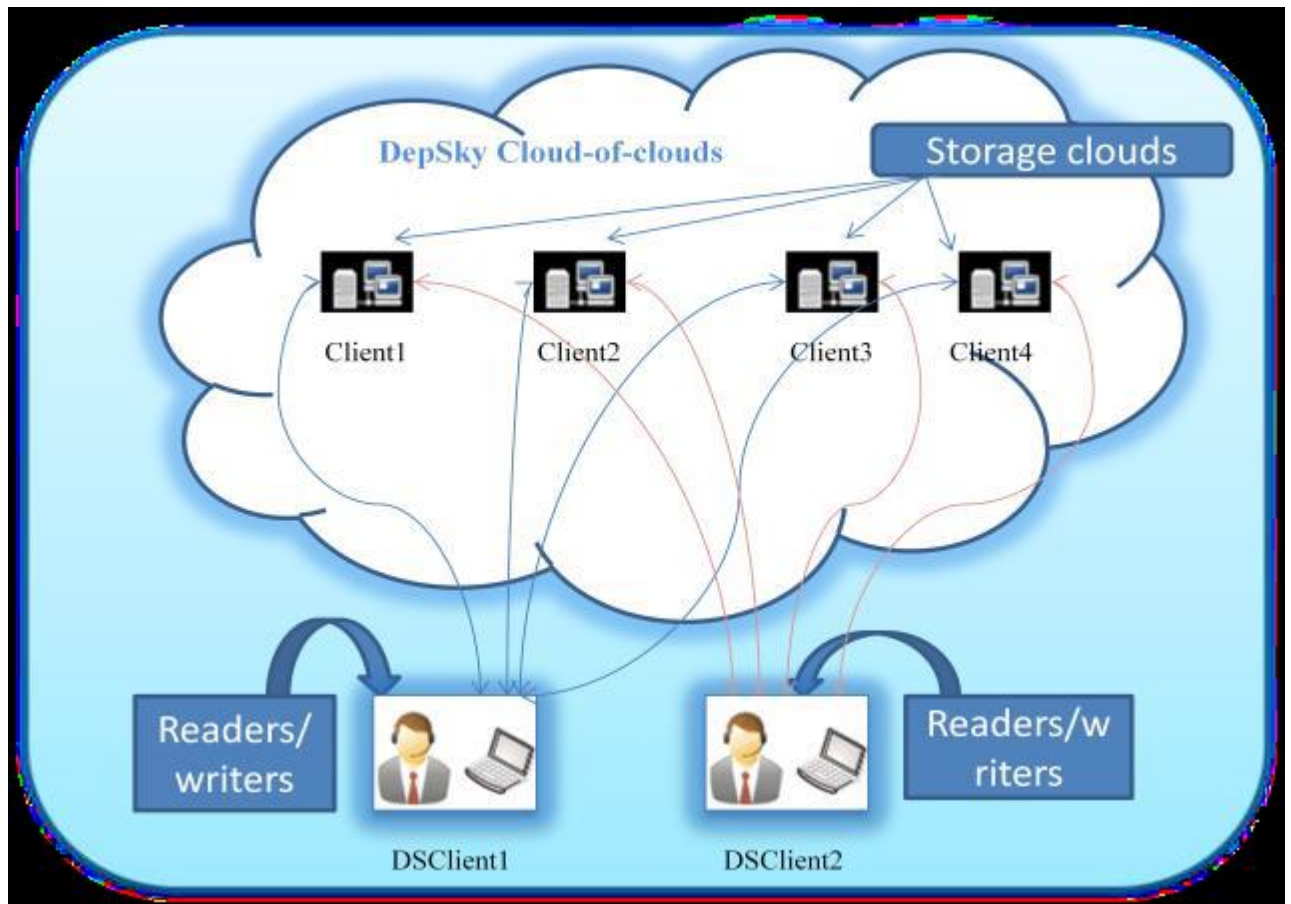 DepSky Cloud-of-clouds
Storage clouds
Client1
Client2
Client3
Client4
Readers/
writers
Readers/w
riters
DSClient1
DSClient2